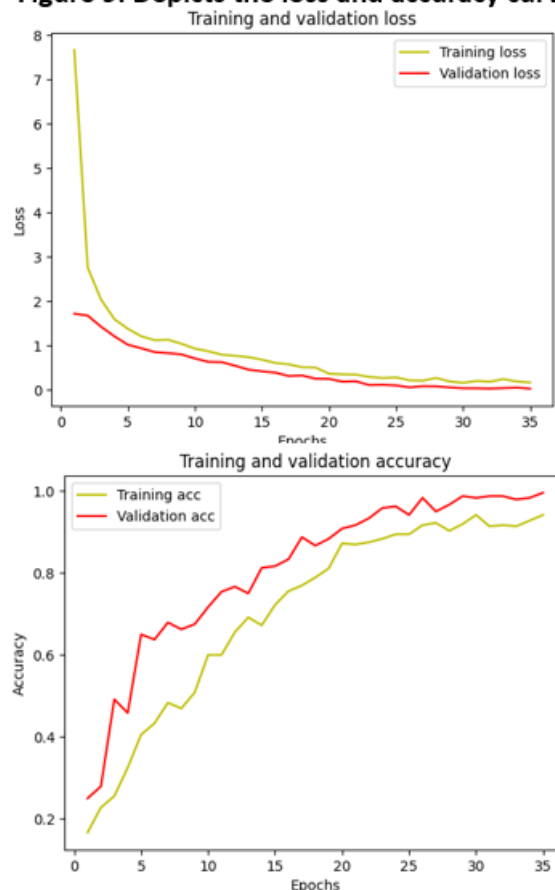 Training and validation loss
8
7
6
5
4
3
2
1
0
Loss
Training loss
Validation loss
0 5 10 15 20 25 30 35
Epochs
Training and validation accuracy
1.0
0.8
0.6
0.4
0.2
Accuracy
Training acc
Validation acc
0 5 10 15 20 25 30 35
Epochs